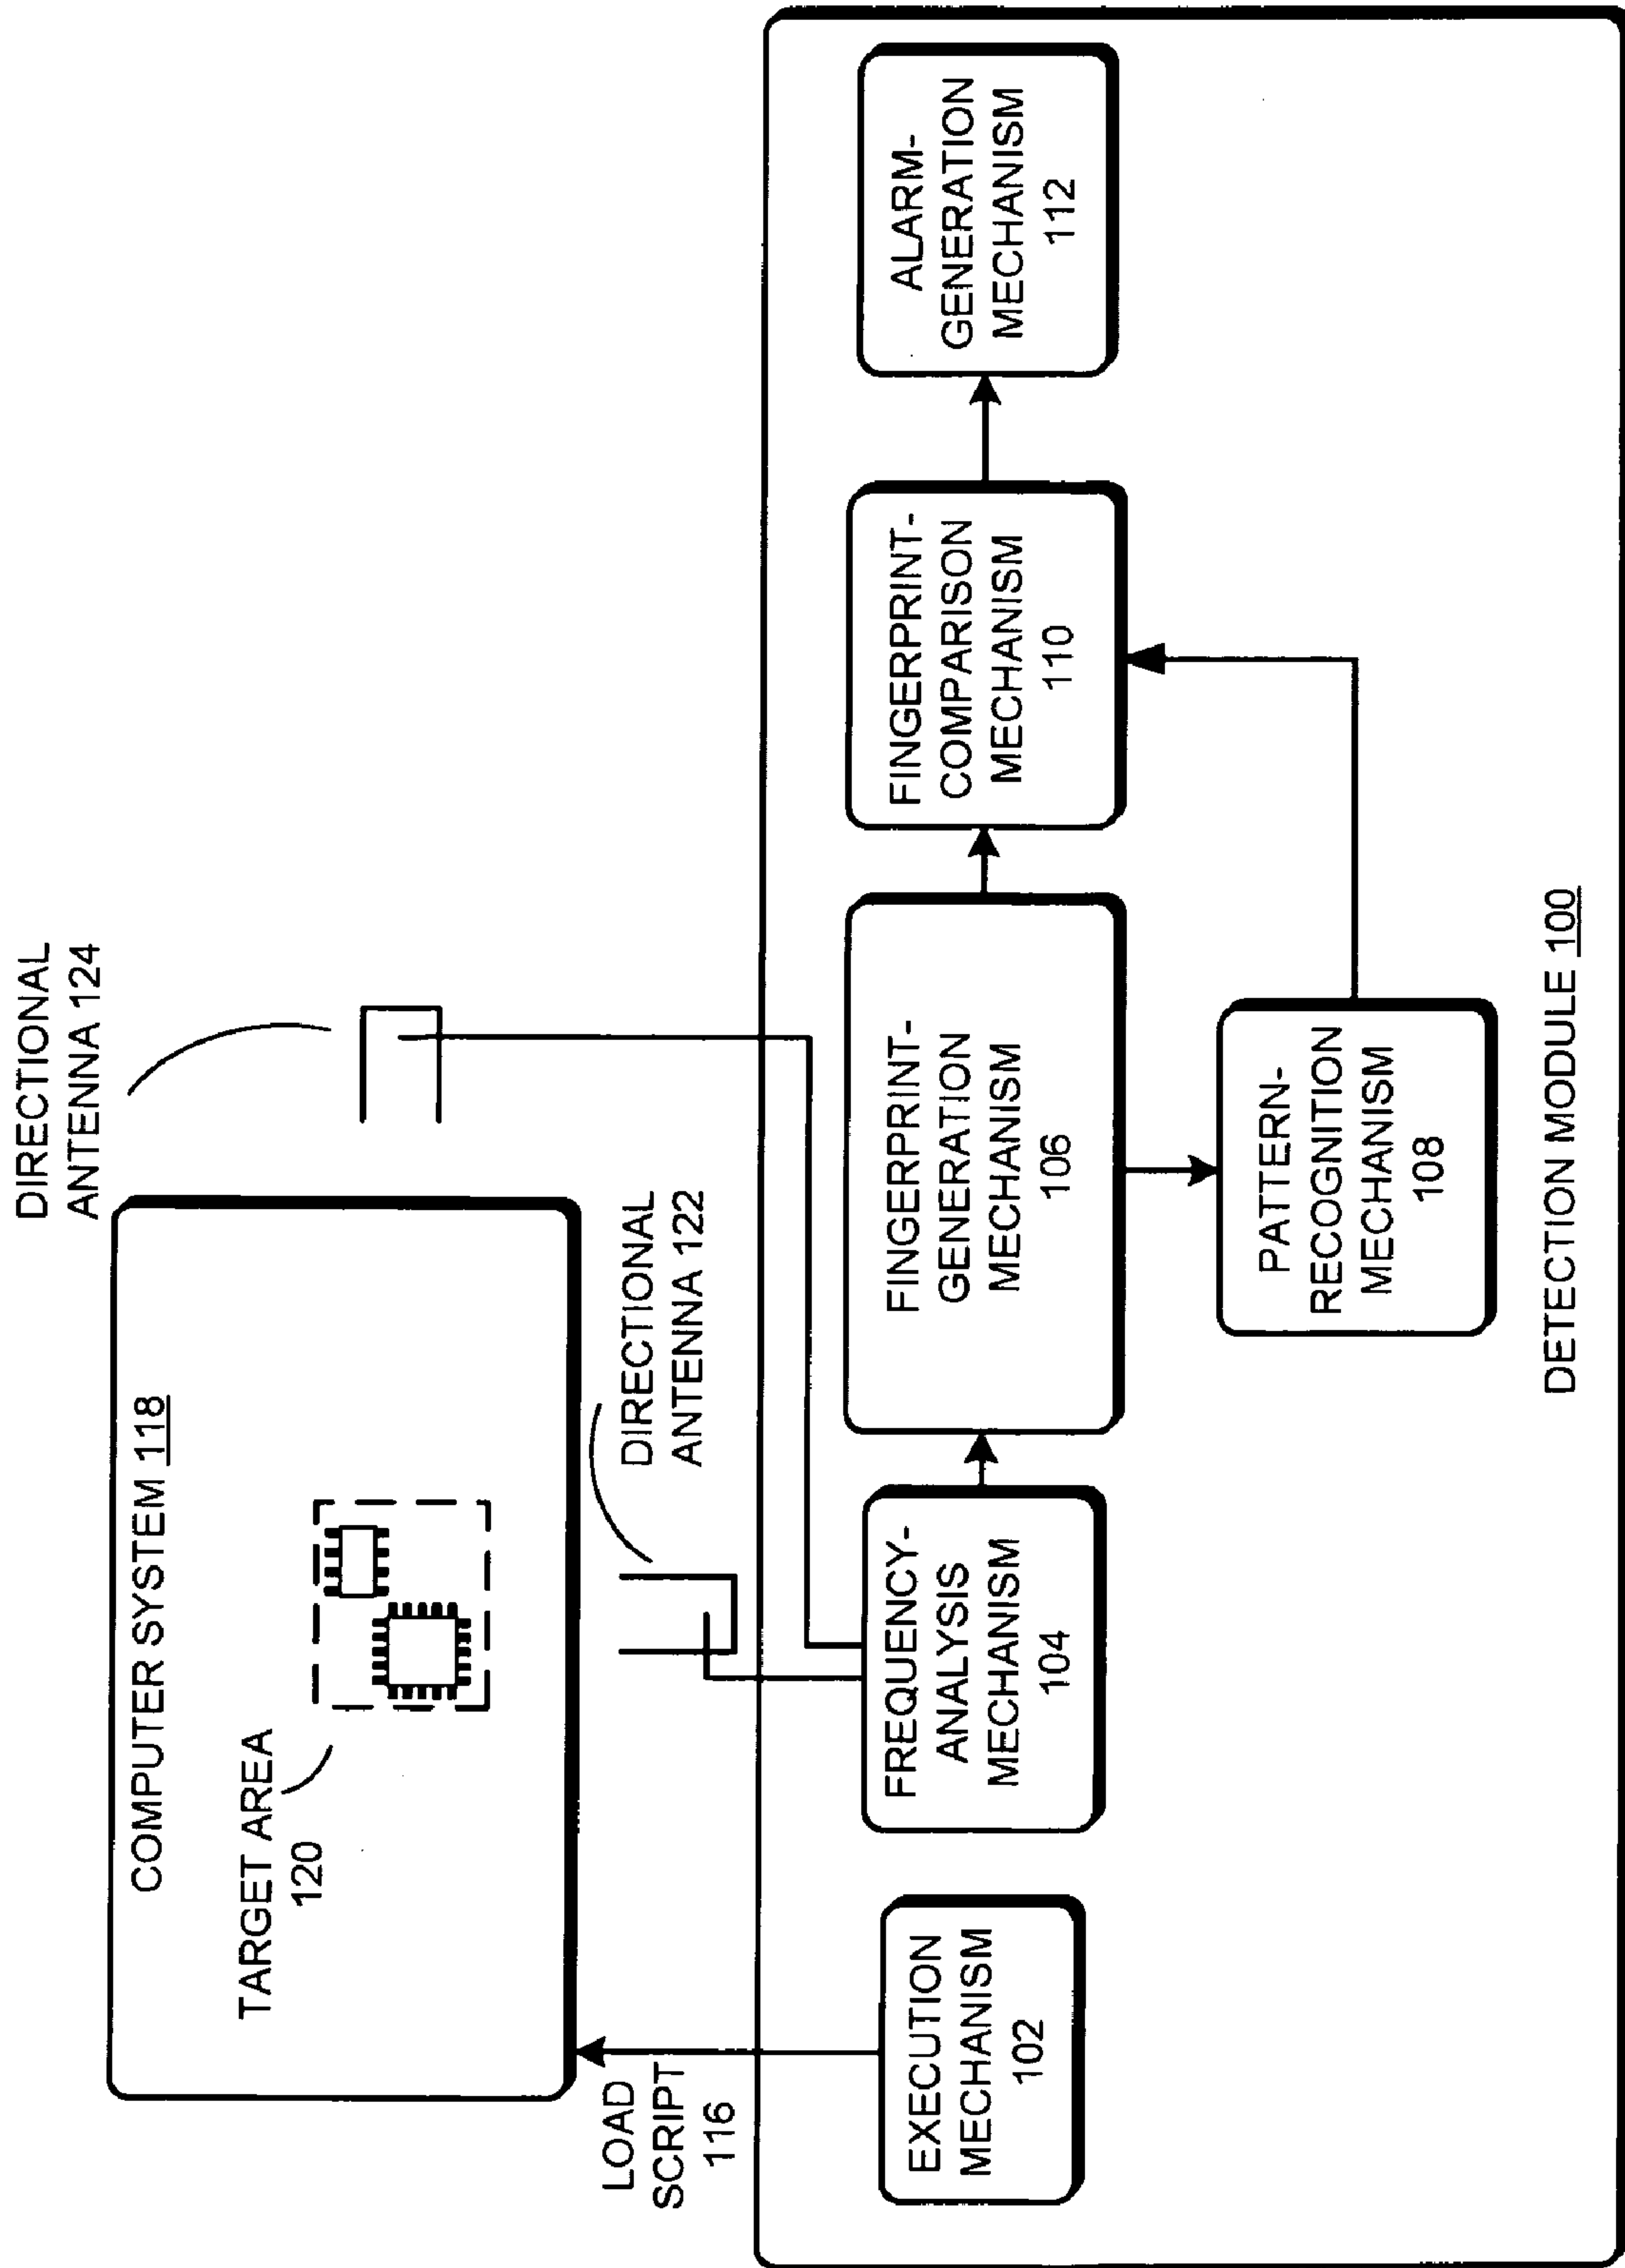 DIRECTIONAL
ANTENNA 124
COMPUTER SYSTEM 118
TARGET AREA
120
DIRECTIONAL
ANTENNA 122
LOAD
SCRIPT
116
EXECUTION
MECHANISM
102
FREQUENCY-
ANALYSIS
MECHANISM
104
FINGERPRINT-
GENERATION
MECHANISM
106
FINGERPRINT-
COMPARISON
MECHANISM
110
ALARM-
GENERATION
MECHANISM
112
PATTERN-
RECOGNITION
MECHANISM
108
DETECTION MODULE 100